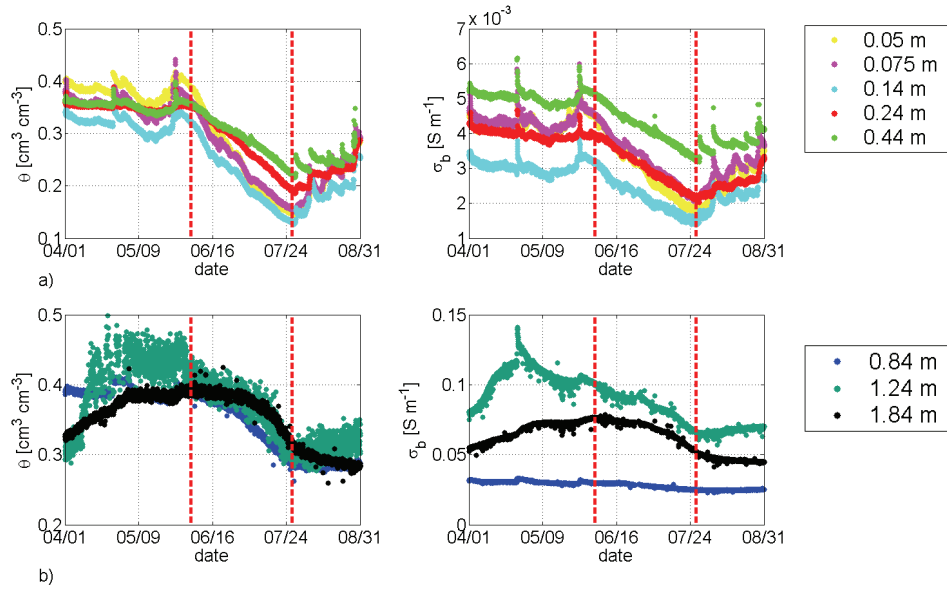 0.5
0.4
0.3
0.2
0.1
θ [cm³ cm⁻³]
04/01 05/09 06/16 07/24 08/31
date
a)
7 x 10⁻³
6
5
4
3
2
1
σb [S m⁻¹]
04/01 05/09 06/16 07/24 08/31
date
0.05 m
0.075 m
0.14 m
0.24 m
0.44 m
0.5
0.4
0.3
0.2
θ [cm³ cm⁻³]
04/01 05/09 06/16 07/24 08/31
date
b)
0.15
0.1
0.05
0
σb [S m⁻¹]
04/01 05/09 06/16 07/24 08/31
date
0.84 m
1.24 m
1.84 m